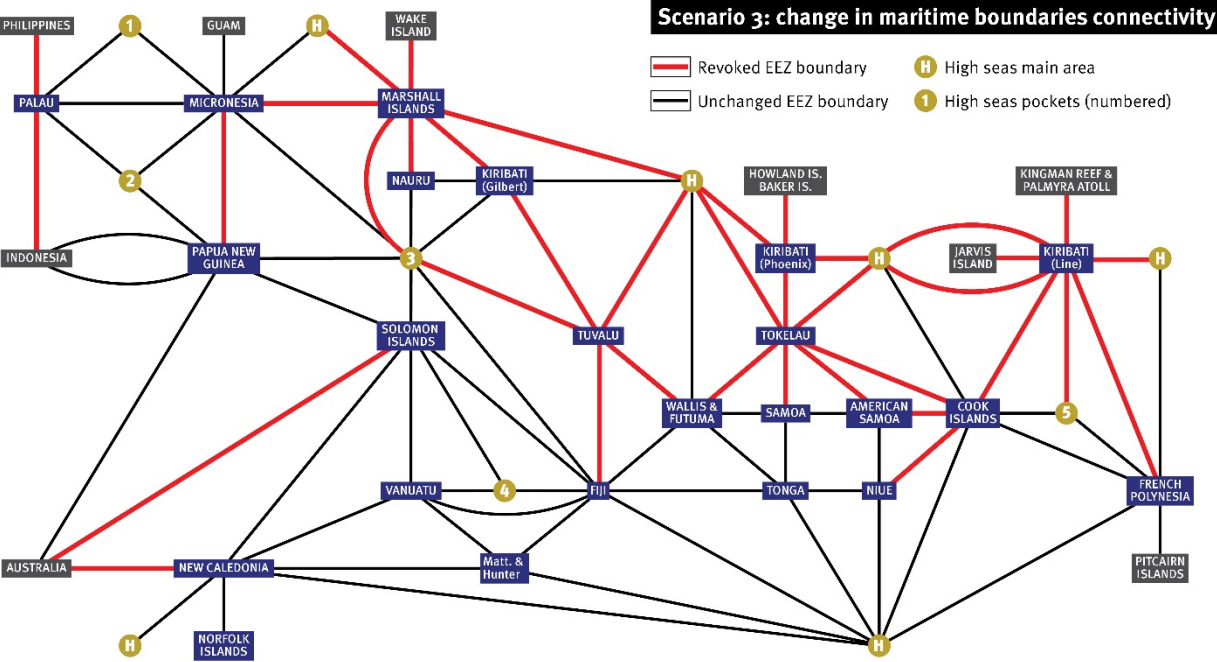 Scenario 3: change in maritime boundaries connectivity
Revoked EEZ boundary
H High seas main area
Unchanged EEZ boundary
1 High seas pockets (numbered)
PHILIPPINES
1
GUAM
H
WAKE
ISLAND
PALAU
MICRONESIA
MARSHALL
ISLANDS
2
NAURU
KIRIBATI
(Gilbert)
H
HOWLAND IS.
BAKER IS.
KINGMAN REEF &
PALMYRA ATOLL
INDONESIA
PAPUA NEW
GUINEA
3
KIRIBATI
(Phoenix)
H
JARVIS
ISLAND
KIRIBATI
(Line)
H
SOLOMON
ISLANDS
TUVALU
TOKELAU
WALLIS &
FUTUMA
SAMOA
AMERICAN
SAMOA
COOK
ISLANDS
5
VANUATU
4
FIJI
TONGA
NIUE
FRENCH
POLYNESIA
AUSTRALIA
NEW CALEDONIA
Matt. &
Hunter
PITCAIRN
ISLANDS
H
NORFOLK
ISLANDS
H